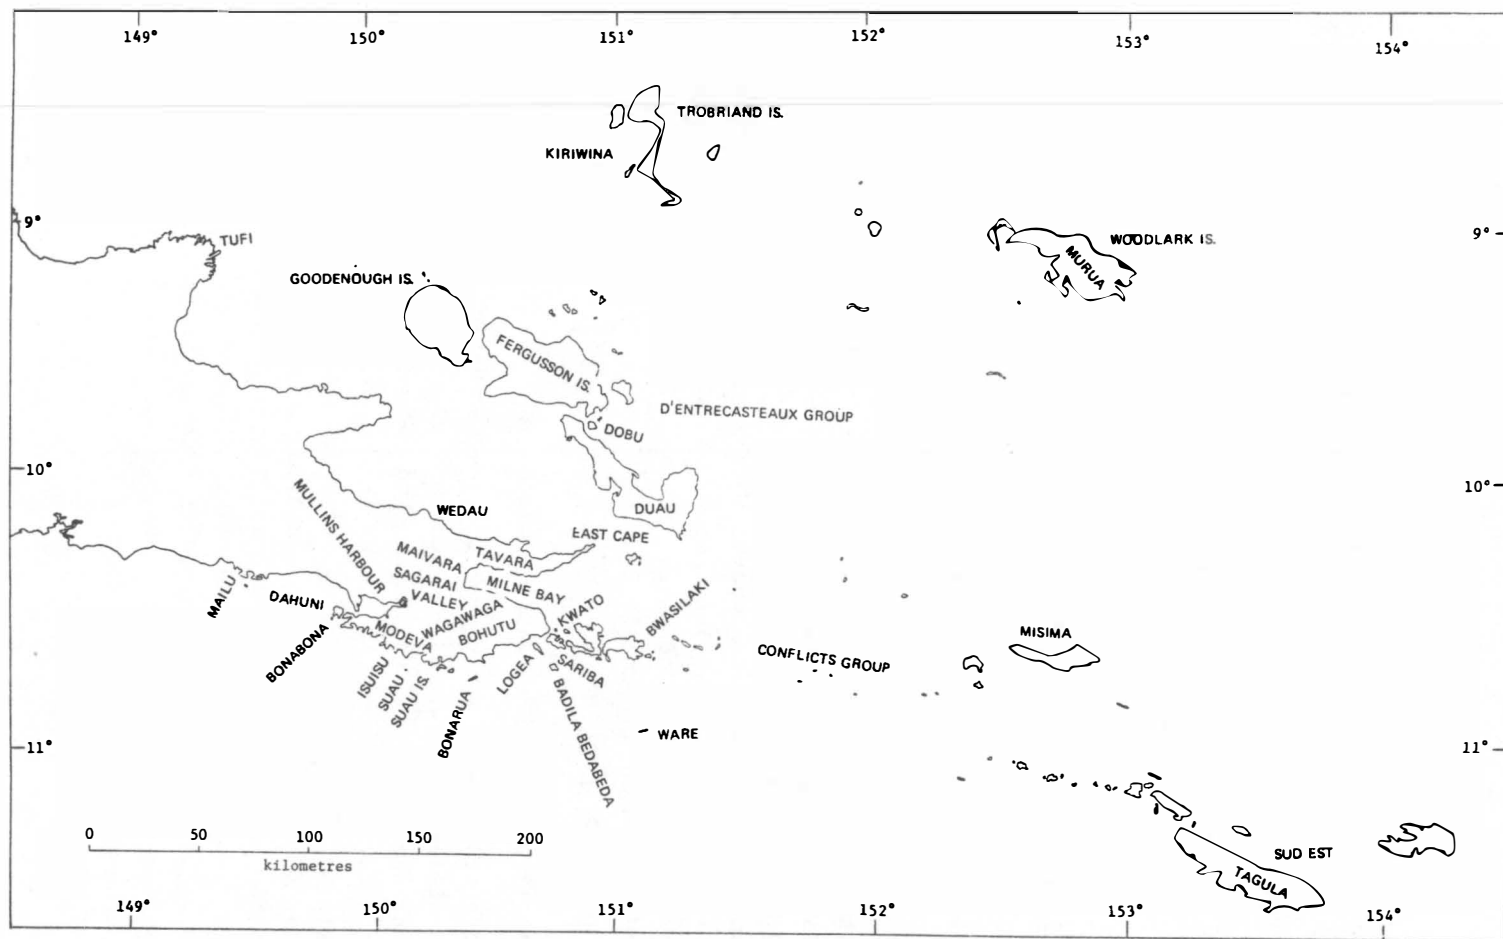 149° 150° 151° 152° 153° 154°
TROBRIAND IS.
KIRIWINA
9° 9°
TUFI
WOODLARK IS.
MURUA
GOODENOUGH IS.
FERGUSSON IS.
D'ENTRECASTEAUX GROUP
DOBU
10° 10°
MULLINS HARBOUR
WEDAU
DUAU
EAST CAPE
MAIVARA
TAVARA
SAGARAI
VALLEY
MILNE BAY
MAILU
DAHUNI
WAGAWAGA
KWATO
BWASILAKI
MODEVA
BOHUTU
BONABONA
MISIMA
CONFLICTS GROUP
ISUISU
SUAU
SUAU IS.
LOGEA
SARIBA
BONARUA
BADILA BEDABEDA
WARE
11° 11°
0 50 100 150 200
kilometres
SUD EST
TAGULA
149° 150° 151° 152° 153° 154°